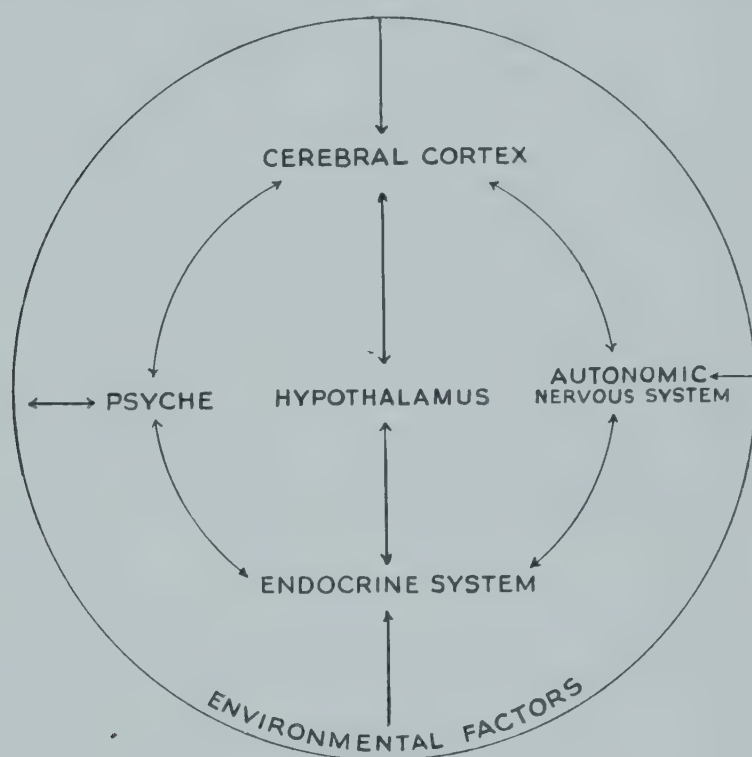 CEREBRAL CORTEX
PSYCHE
HYPOTHALAMUS
AUTONOMIC
NERVOUS SYSTEM
ENDOCRINE SYSTEM
ENVIRONMENTAL FACTORS